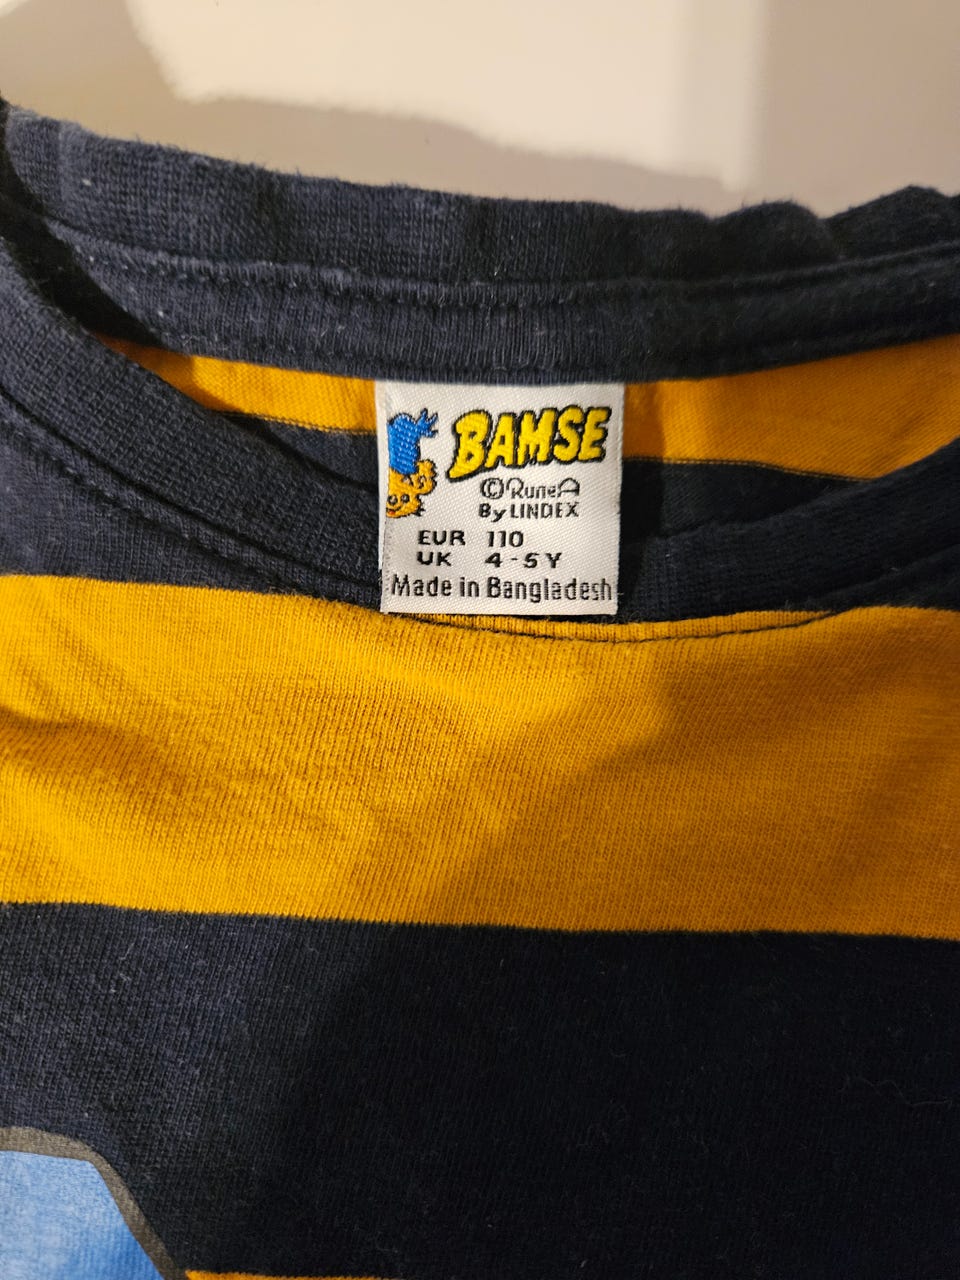 BAMSE
©RuneA
By LINDEX
EUR 110
UK 4-5Y
Made in Bangladesh